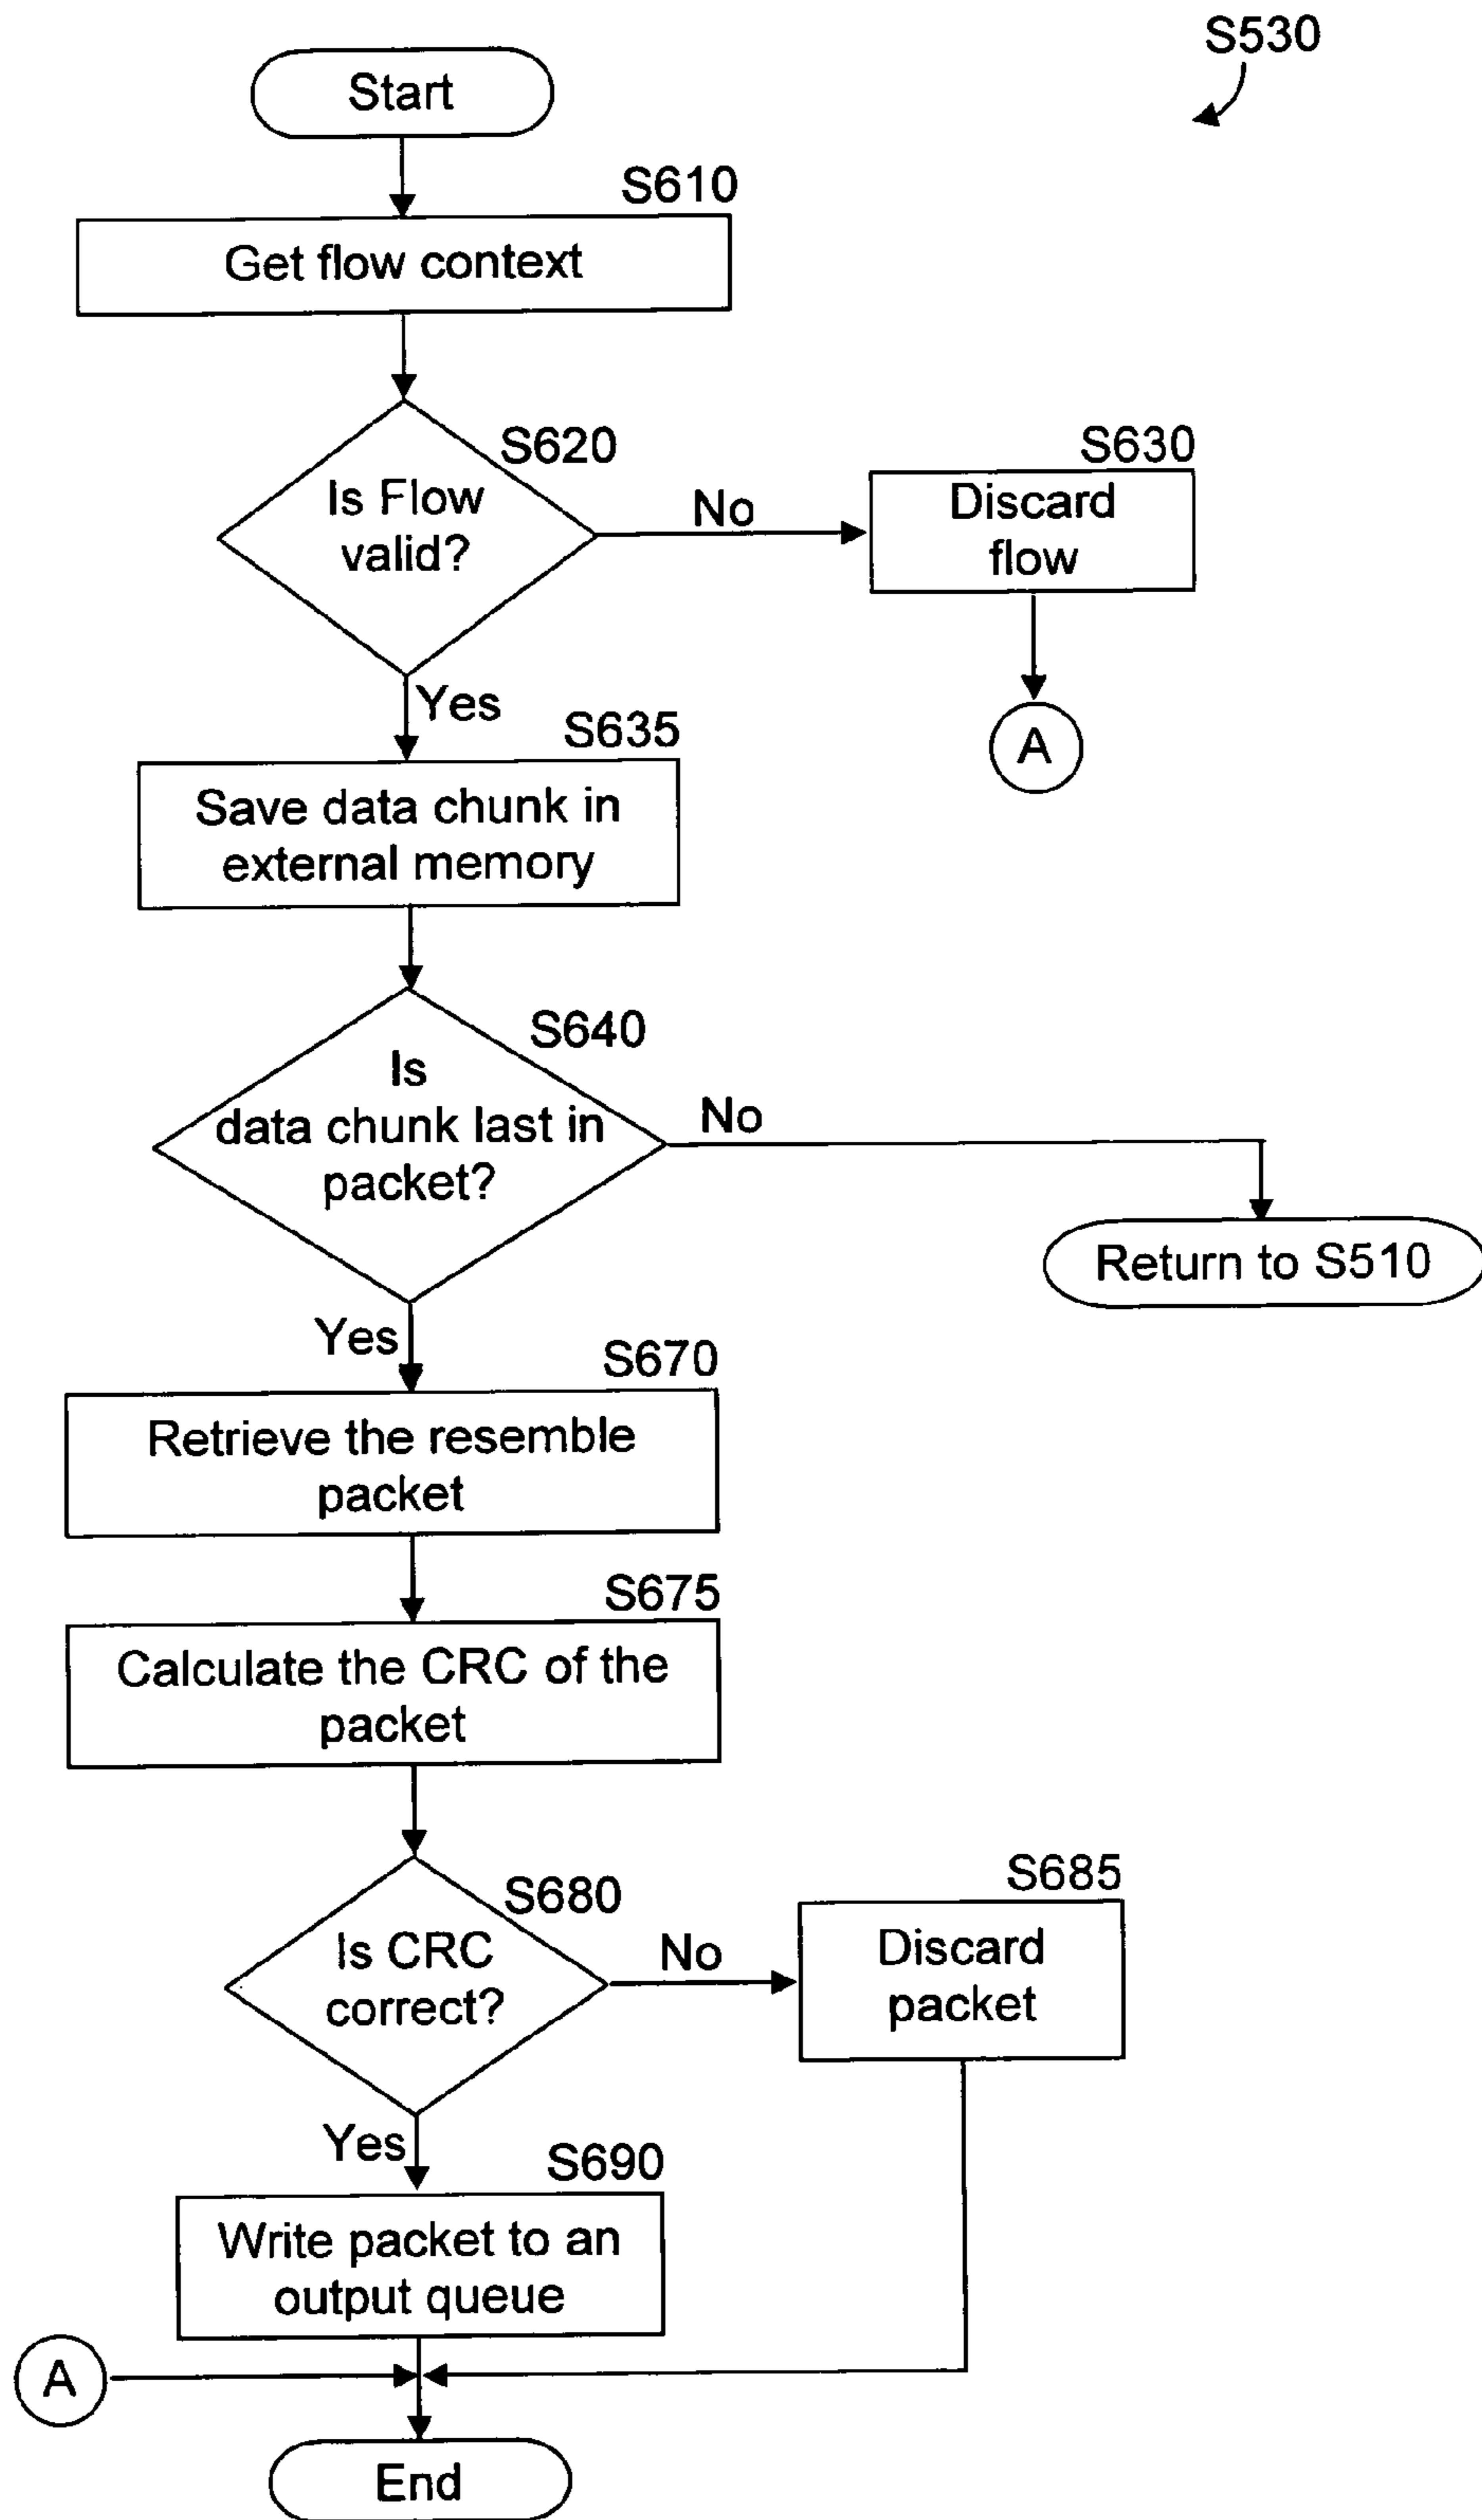 S530
Start
S610
Get flow context
S620
Is Flow
valid?
No
S630
Discard
flow
A
Yes
S635
Save data chunk in
external memory
S640
Is
data chunk last in
packet?
No
Return to S510
Yes
S670
Retrieve the resemble
packet
S675
Calculate the CRC of the
packet
S680
Is CRC
correct?
No
S685
Discard
packet
Yes
S690
Write packet to an
output queue
A
End